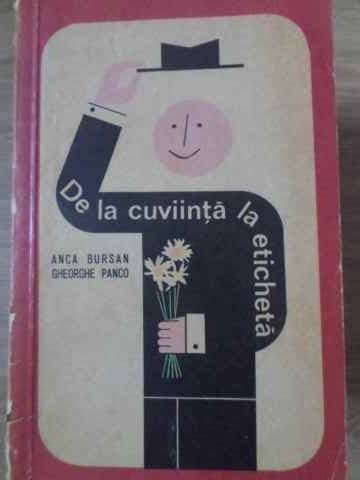 De la cuviință la etichetă
ANCA BURSAN
GHEORGHE PANCO